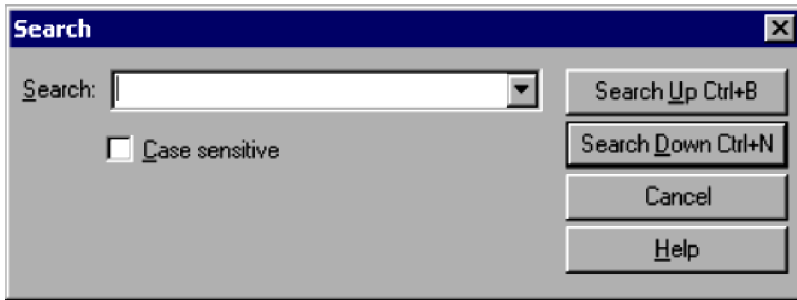 Search
Search:
Search Up Ctrl+B
Case sensitive
Search Down Ctrl+N
Cancel
Help